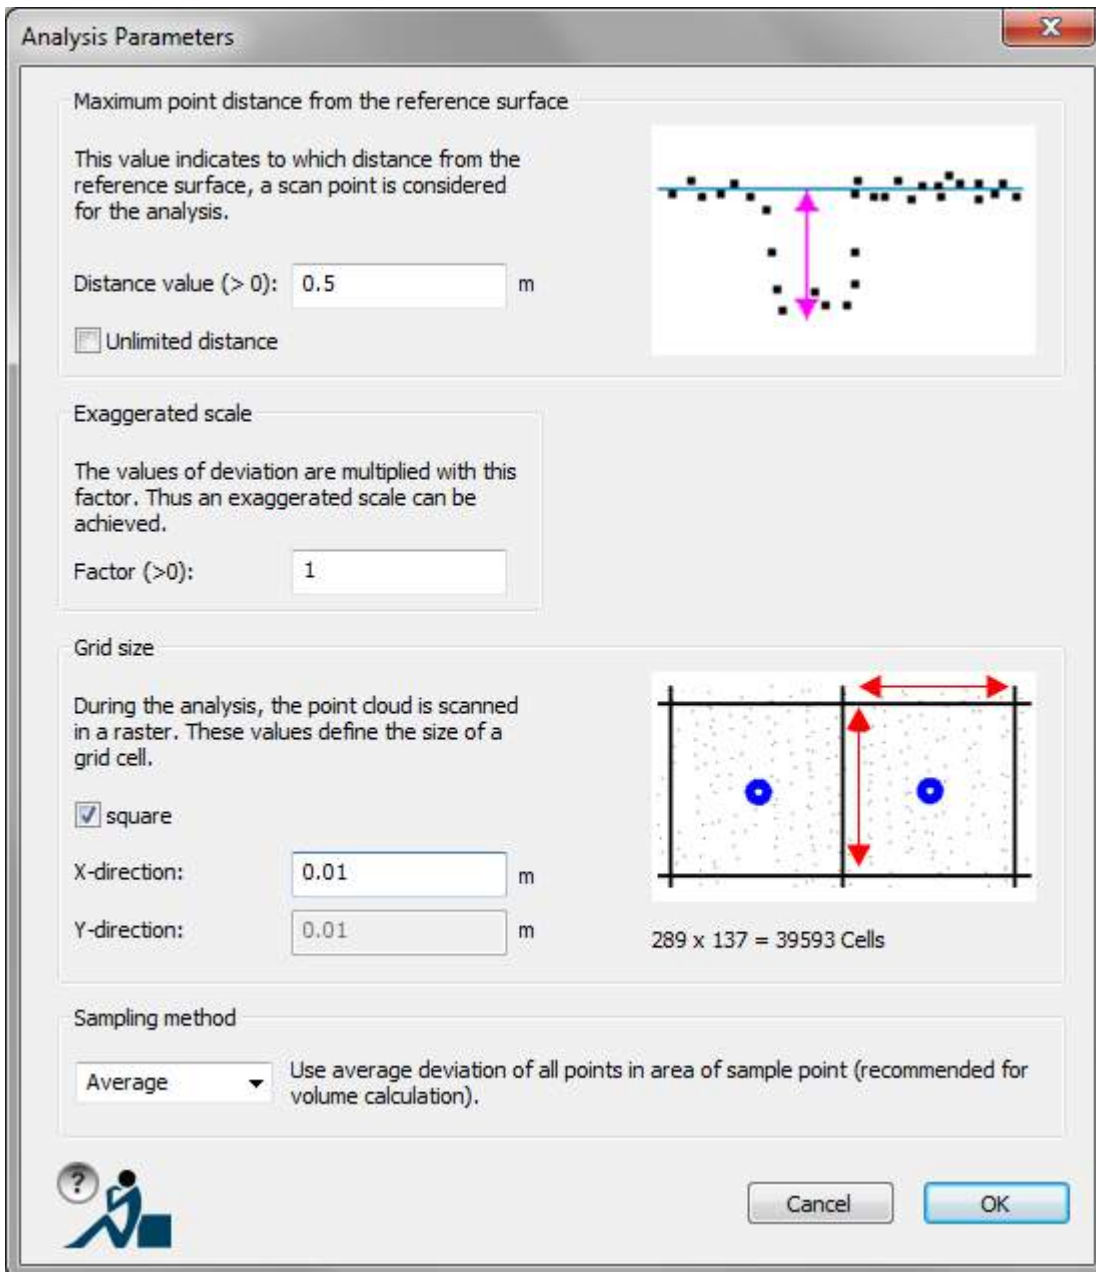 Analysis Parameters
Maximum point distance from the reference surface
This value indicates to which distance from the
reference surface, a scan point is considered
for the analysis.
Distance value (> 0): 0.5 m
Unlimited distance
Exaggerated scale
The values of deviation are multiplied with this
factor. Thus an exaggerated scale can be
achieved.
Factor (>0): 1
Grid size
During the analysis, the point cloud is scanned
in a raster. These values define the size of a
grid cell.
square
X-direction: 0.01 m
Y-direction: 0.01 m
289 x 137 = 39593 Cells
Sampling method
Average
Use average deviation of all points in area of sample point (recommended for
volume calculation).
?
Cancel OK